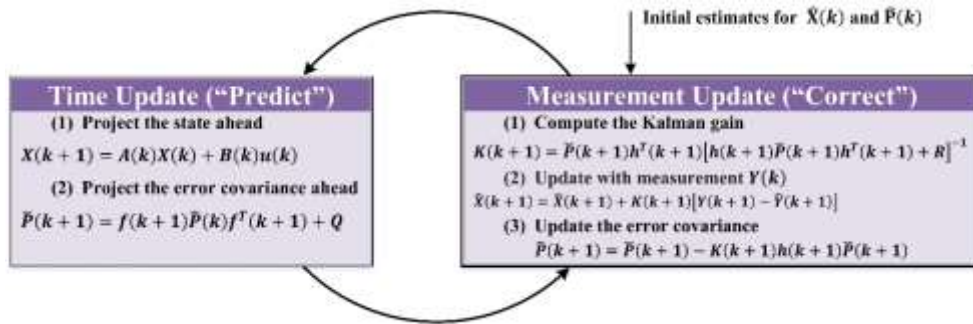 Initial estimates for X̂(k) and P̃(k)
Time Update (“Predict”)
(1) Project the state ahead
X(k + 1) = A(k)X(k) + B(k)u(k)
(2) Project the error covariance ahead
P̃(k + 1) = f(k + 1)P̃(k)f^T(k + 1) + Q
Measurement Update (“Correct”)
(1) Compute the Kalman gain
K(k + 1) = P̃(k + 1)h^T(k + 1)[h(k + 1)P̃(k + 1)h^T(k + 1) + R]^−1
(2) Update with measurement Y(k)
X̂(k + 1) = X̂(k + 1) + K(k + 1)[Y(k + 1) − Ŷ(k + 1)]
(3) Update the error covariance
P̃(k + 1) = P̃(k + 1) − K(k + 1)h(k + 1)P̃(k + 1)